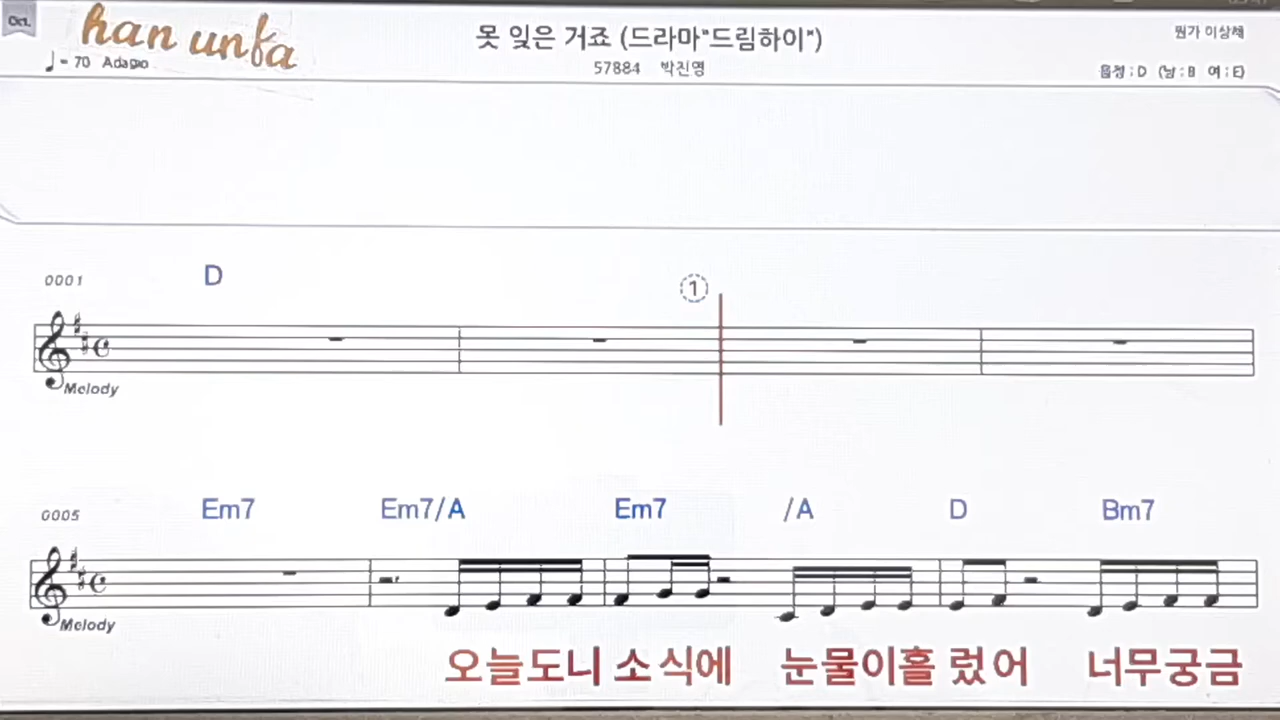 Oct.
han unfa
못 잊은 거죠 (드라마"드림하이")
원가 이상해
♩= 70 Adagio
57884 박진영
음정 : D (남 : B 여 : E)
0001 D
①
Melody
0005 Em7 Em7/A Em7 /A D Bm7
Melody
오늘도니 소식에 눈물이흘 렀어 너무궁금